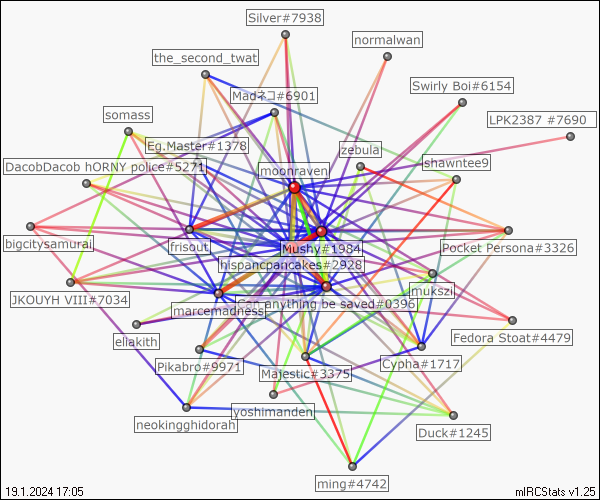 Silver#7938
normalwan
the_second_twat
Swirly Boi#6154
Madネコ#6901
LPK2387 #7690
somass
Eg.Master#1378
zebula
shawntee9
DacobDacob hORNY police#5271
moonraven
bigcitysamurai
frisout
Mushy#1984
Pocket Persona#3326
hispancpancakes#2928
JKOUYH VIII#7034
mukszi
marcemadness
Can anything be saved#0396
eliakith
Fedora Stoat#4479
Pikabro#9971
Majestic#3375
Cypha#1717
neokingghidorah
yoshimanden
Duck#1245
ming#4742
19.1.2024 17:05
mIRCStats v1.25